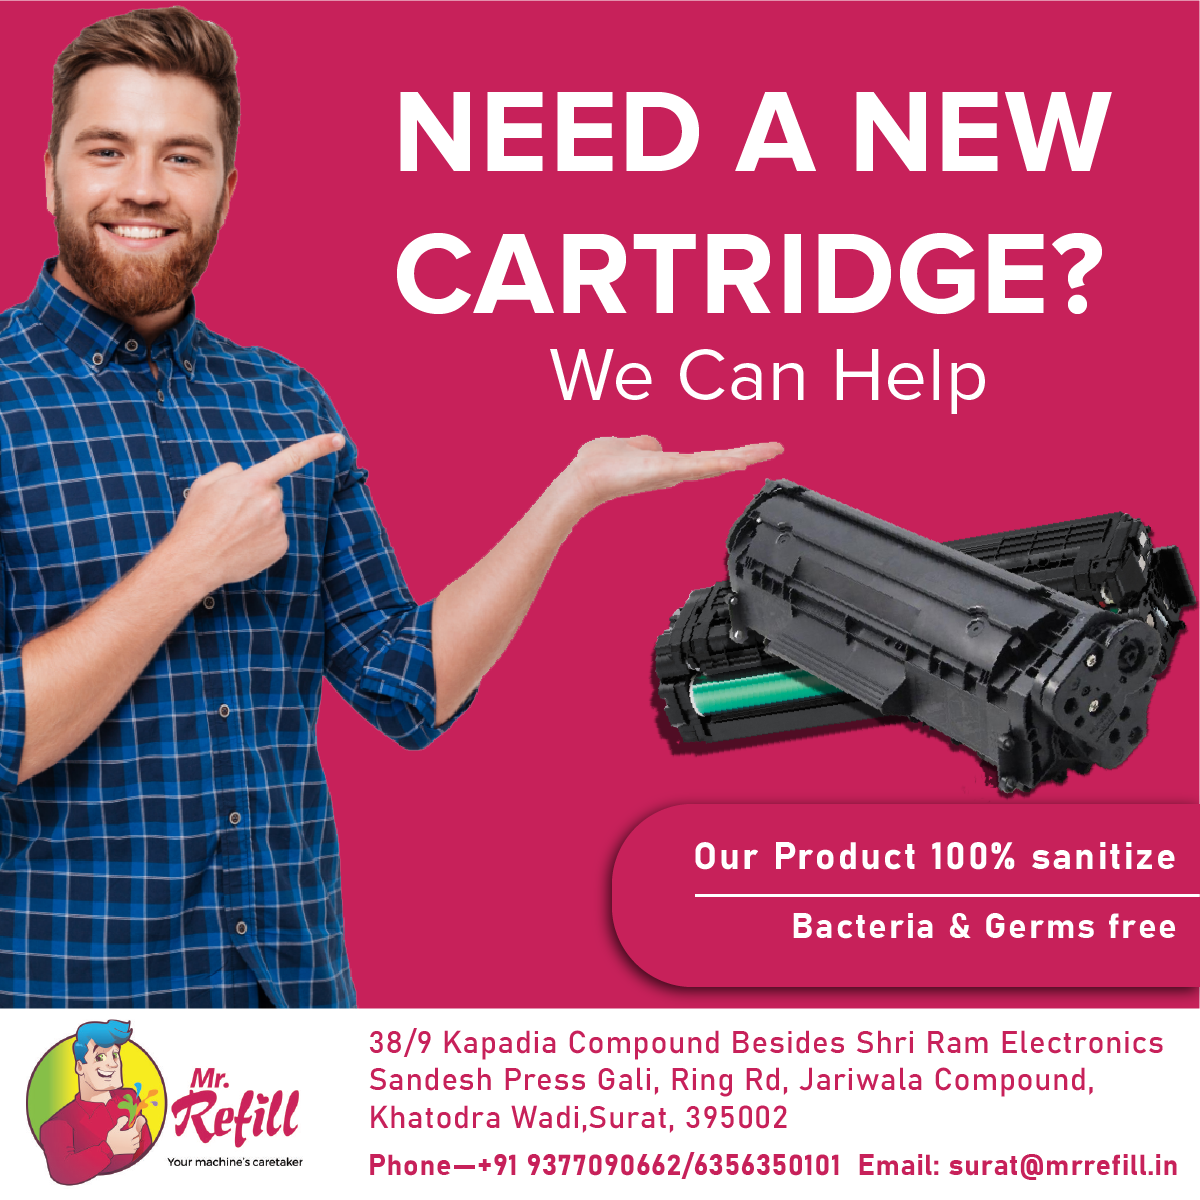 NEED A NEW
CARTRIDGE?
We Can Help
Our Product 100% sanitize
Bacteria & Germs free
Mr.
Refill
Your machine's caretaker
38/9 Kapadia Compound Besides Shri Ram Electronics
Sandesh Press Gali, Ring Rd, Jariwala Compound,
Khatodra Wadi,Surat, 395002
Phone—+91 9377090662/6356350101 Email: surat@mrrefill.in